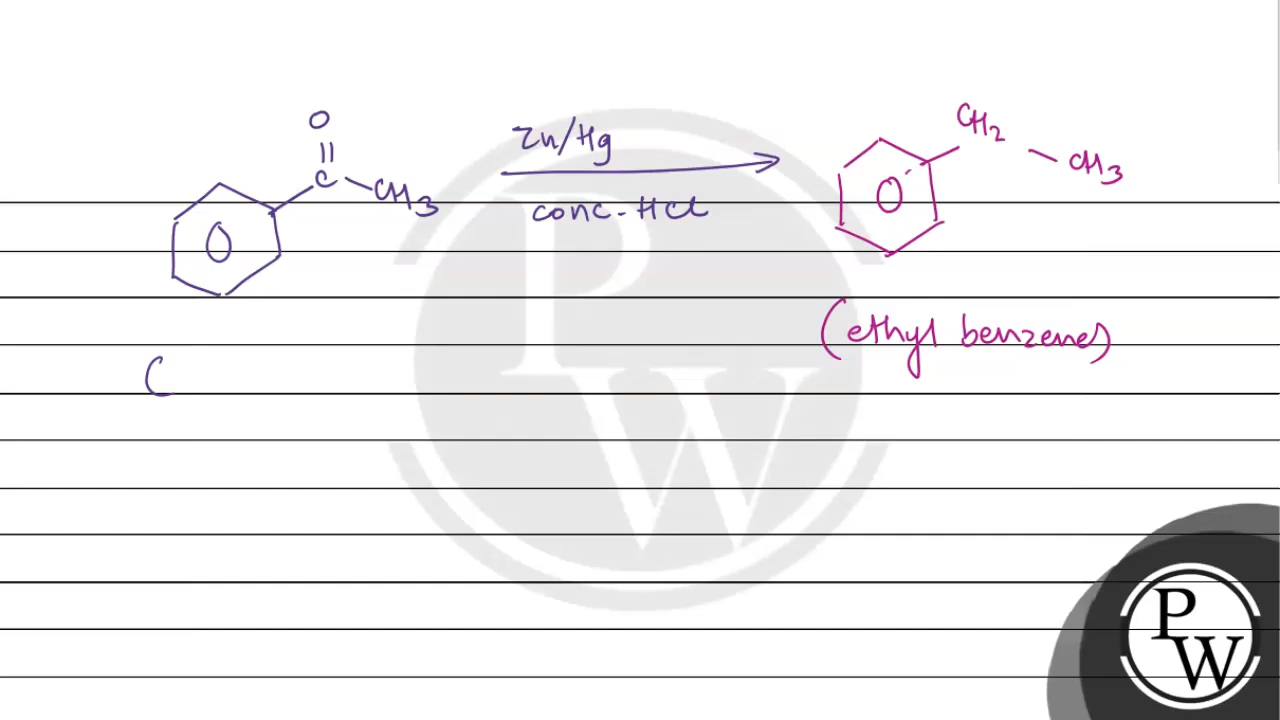 O
||
C
CH3
Zn/Hg
conc-HCl
CH2
CH3
(ethyl benzene)
(
P
W
P
W